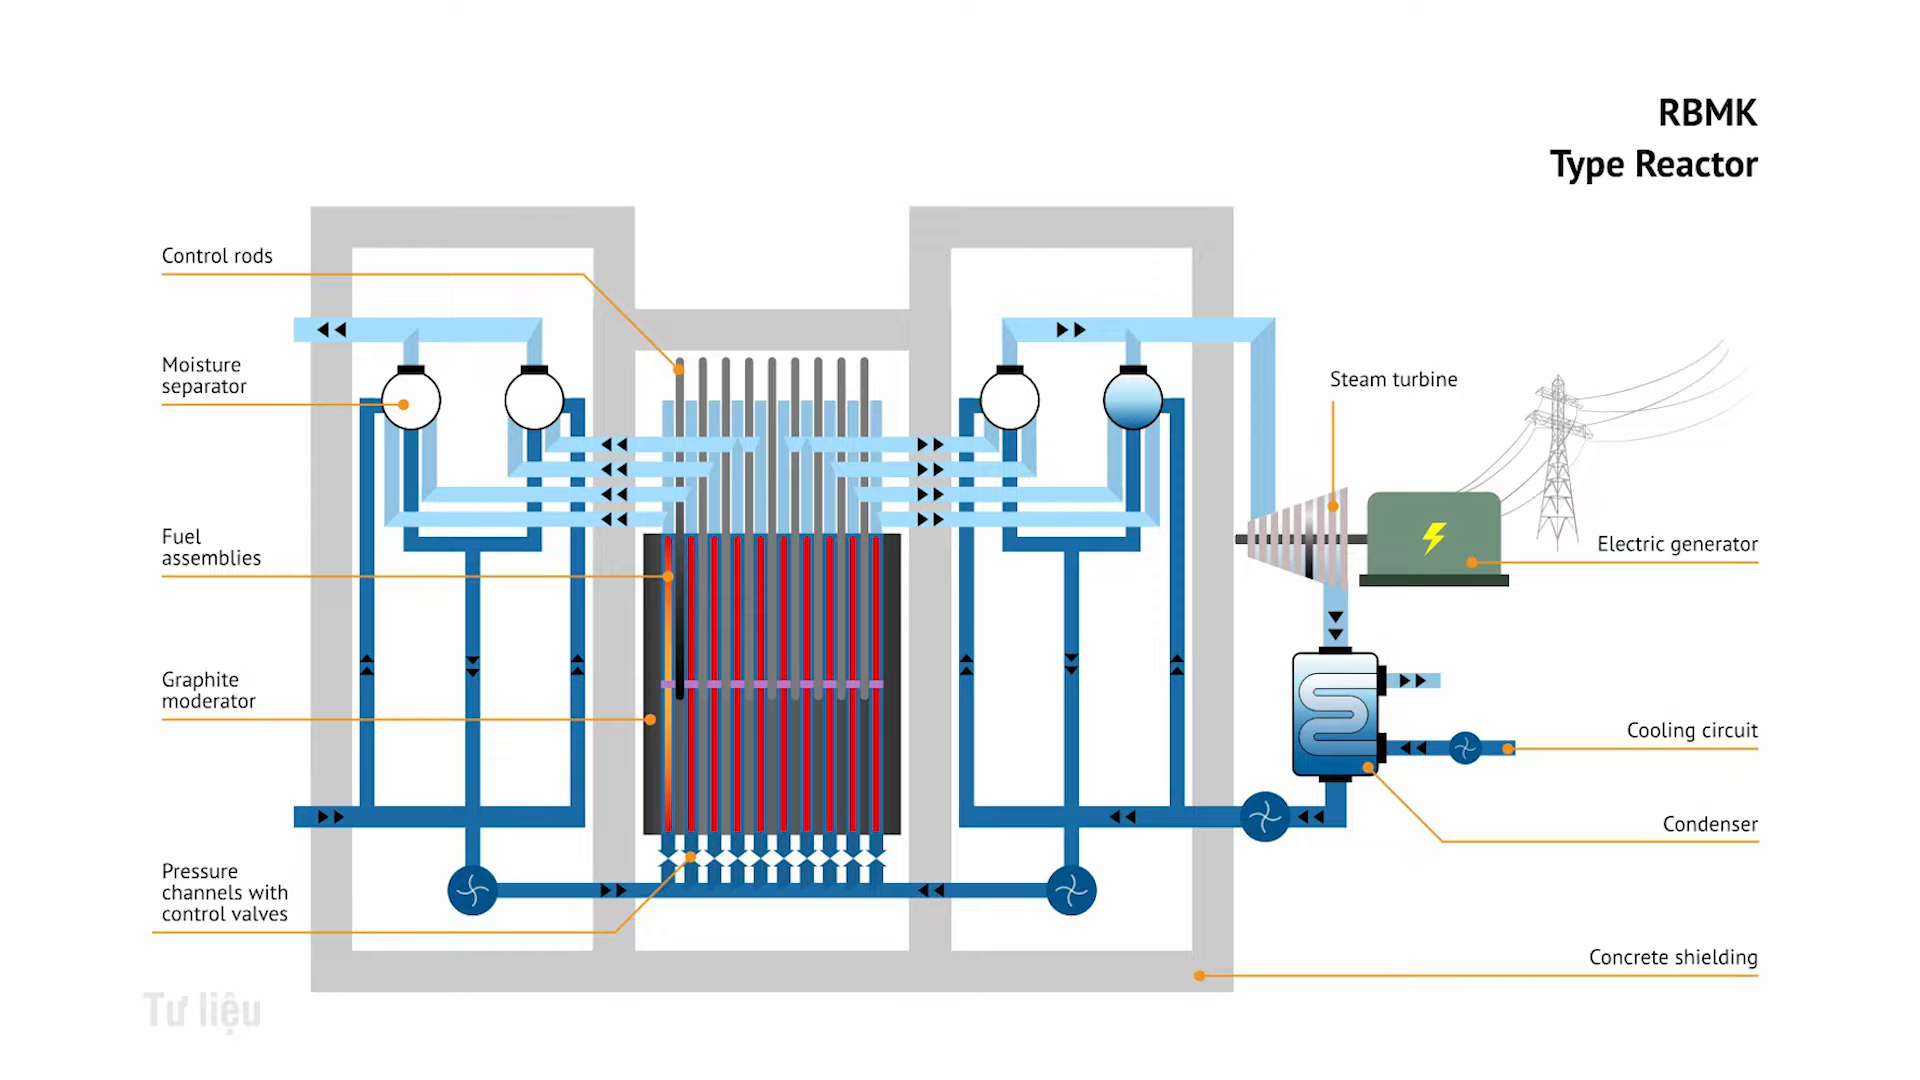 RBMK
Type Reactor
Control rods
Moisture
separator
Steam turbine
Fuel
assemblies
Electric generator
Graphite
moderator
Cooling circuit
Condenser
Pressure
channels with
control valves
Concrete shielding
Tư liệu